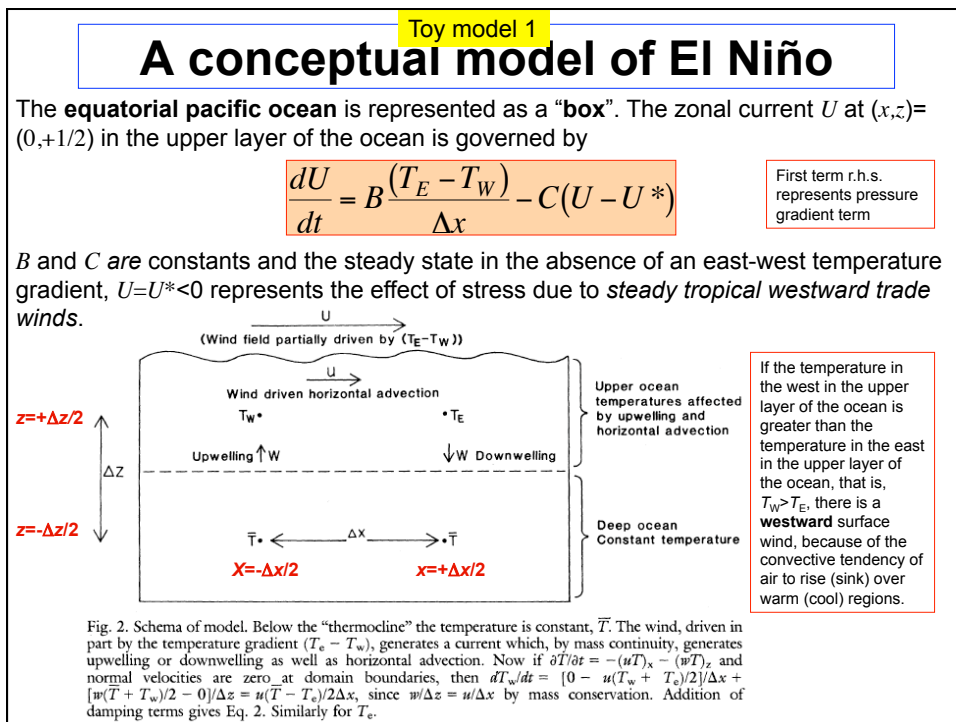 Toy model 1
A conceptual model of El Niño
The equatorial pacific ocean is represented as a “box”. The zonal current U at (x,z)=
(0,+1/2) in the upper layer of the ocean is governed by
dU/dt = B (T_E − T_W)/Δx − C(U − U*)
First term r.h.s.
represents pressure
gradient term
B and C are constants and the steady state in the absence of an east-west temperature
gradient, U=U*<0 represents the effect of stress due to steady tropical westward trade
winds.
U
(Wind field partially driven by (T_E-T_W))
u
Wind driven horizontal advection
z=+Δz/2
T_W•
•T_E
Upwelling ↑W
↓W Downwelling
ΔZ
Upper ocean
temperatures affected
by upwelling and
horizontal advection
z=-Δz/2
T̅•
Δx
•T̅
X=-Δx/2
x=+Δx/2
Deep ocean
Constant temperature
If the temperature in
the west in the upper
layer of the ocean is
greater than the
temperature in the east
in the upper layer of
the ocean, that is,
T_W>T_E, there is a
westward surface
wind, because of the
convective tendency of
air to rise (sink) over
warm (cool) regions.
Fig. 2. Schema of model. Below the “thermocline” the temperature is constant, T̅. The wind, driven in
part by the temperature gradient (T_e − T_w), generates a current which, by mass continuity, generates
upwelling or downwelling as well as horizontal advection. Now if ∂T/∂t = −(uT)_x − (wT)_z and
normal velocities are zero at domain boundaries, then dT_w/dt = [0 − u(T_w + T_e)/2]/Δx +
[w(T̅ + T_w)/2 − 0]/Δz = u(T̅ − T_e)/2Δx, since w/Δz = u/Δx by mass conservation. Addition of
damping terms gives Eq. 2. Similarly for T_e.